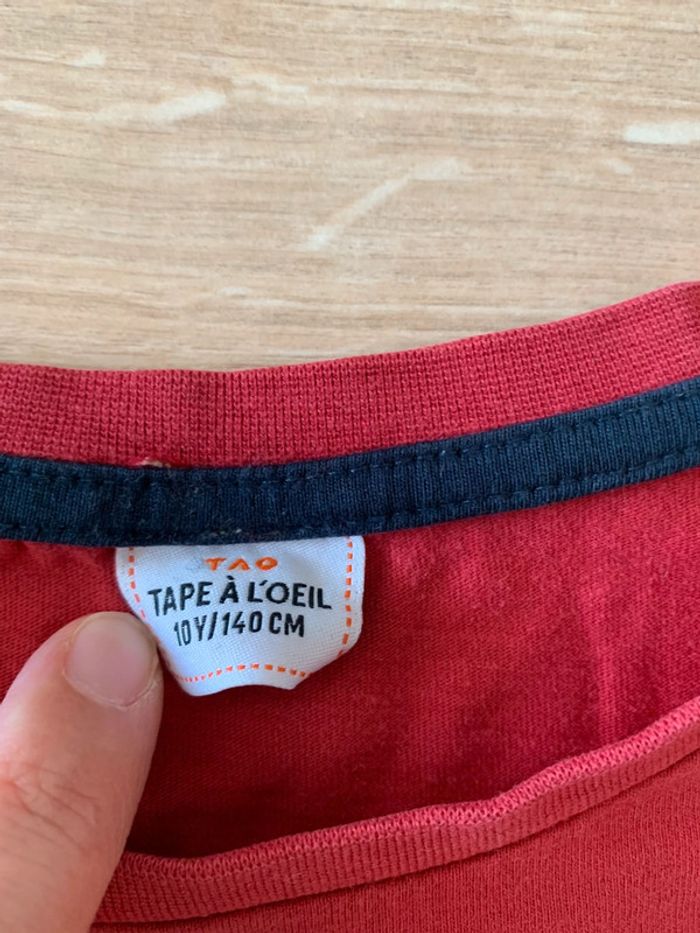 TAO
TAPE À L'OEIL
10Y/140 CM